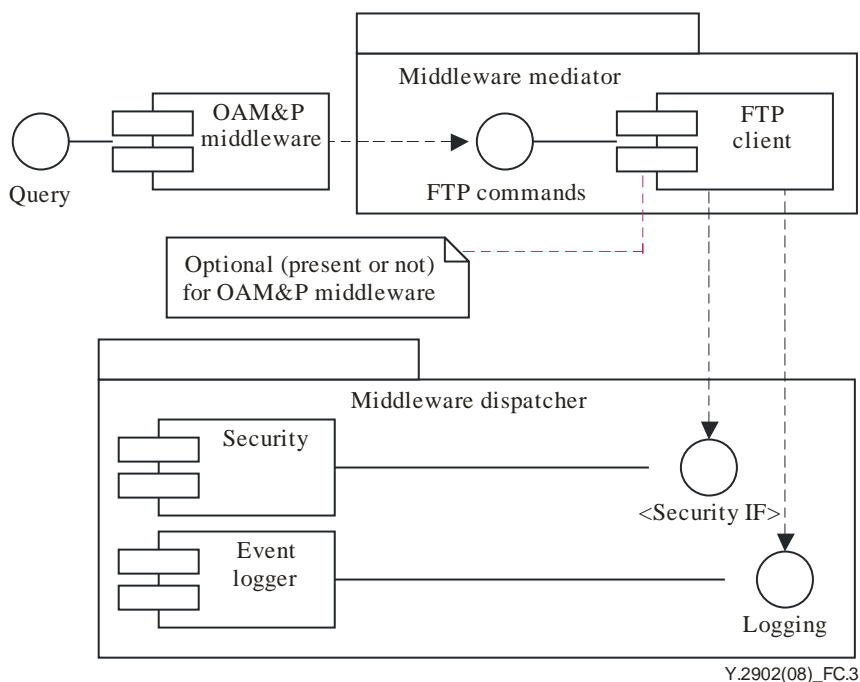 Middleware mediator
OAM&P
middleware
FTP
client
Query
FTP commands
Optional (present or not)
for OAM&P middleware
Middleware dispatcher
Security
<Security IF>
Event
logger
Logging
Y.2902(08)_FC.3